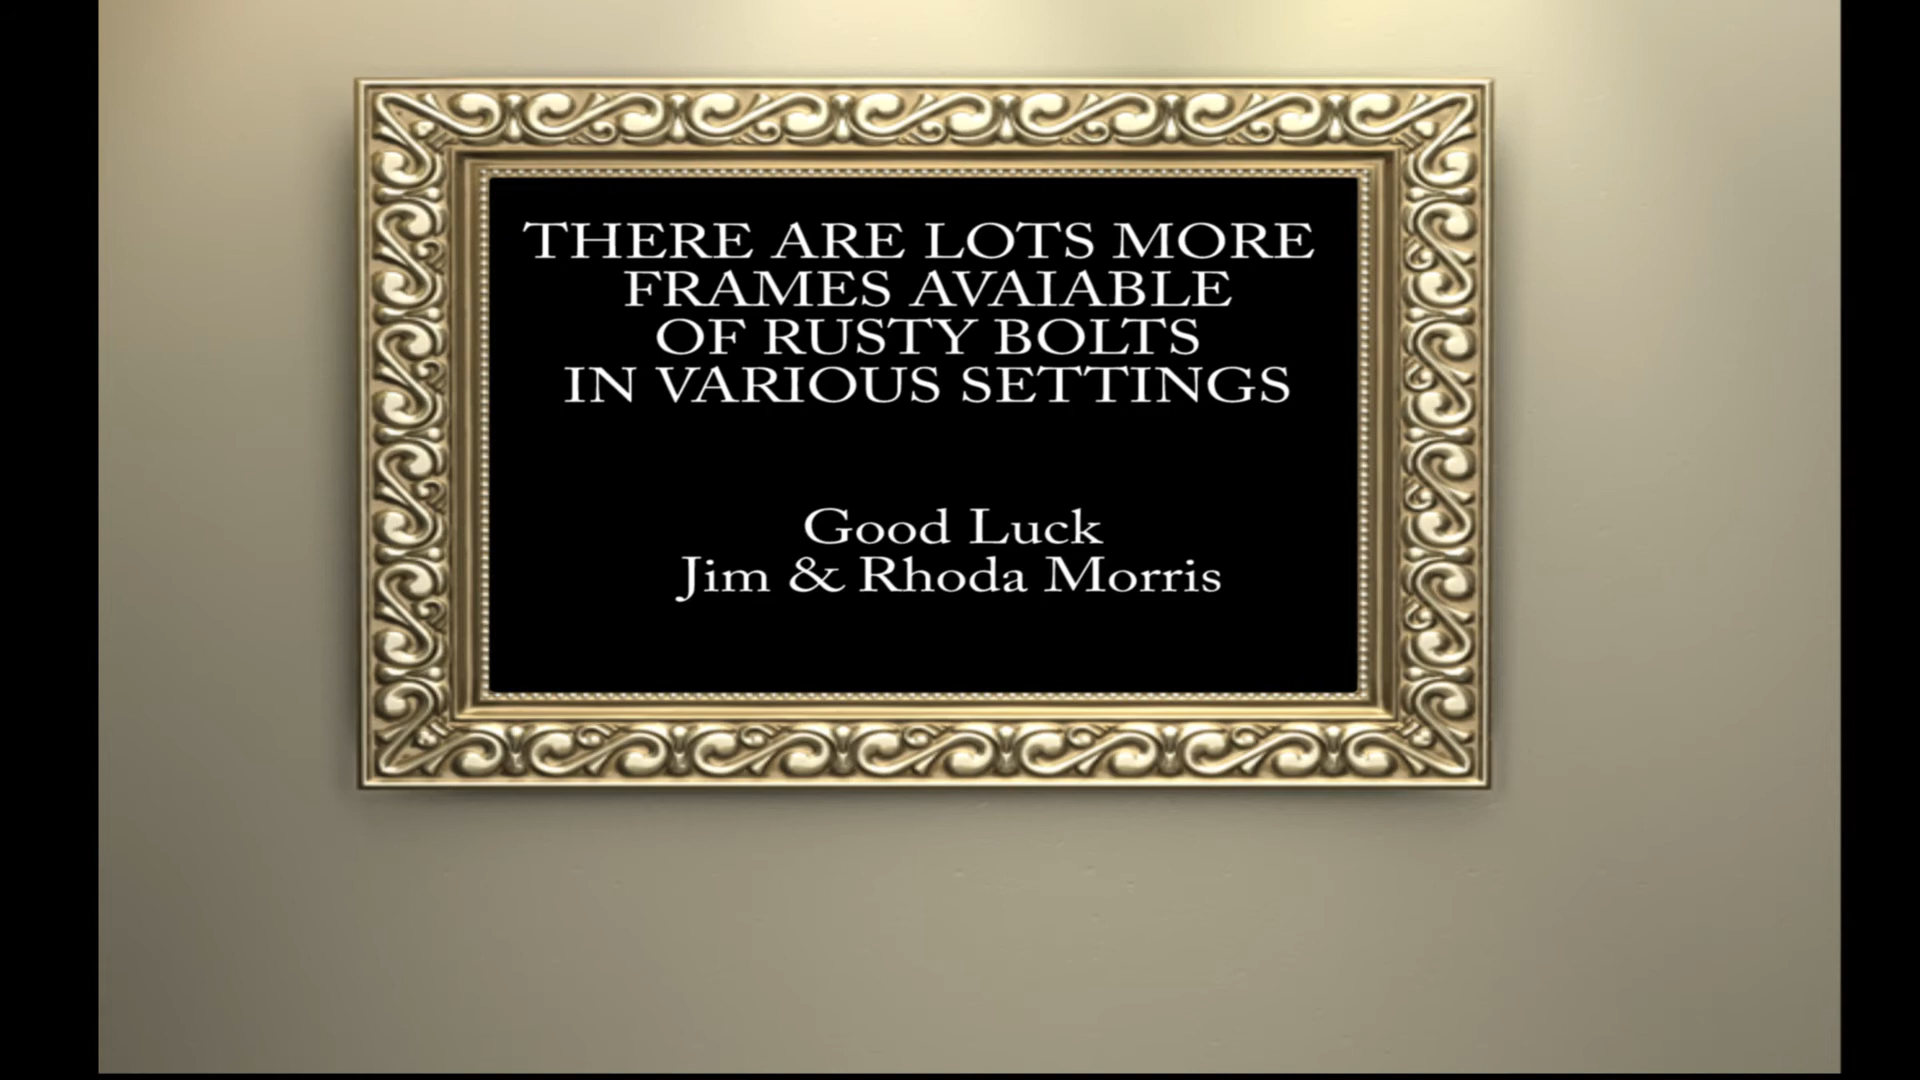 THERE ARE LOTS MORE
FRAMES AVAIABLE
OF RUSTY BOLTS
IN VARIOUS SETTINGS
Good Luck
Jim & Rhoda Morris